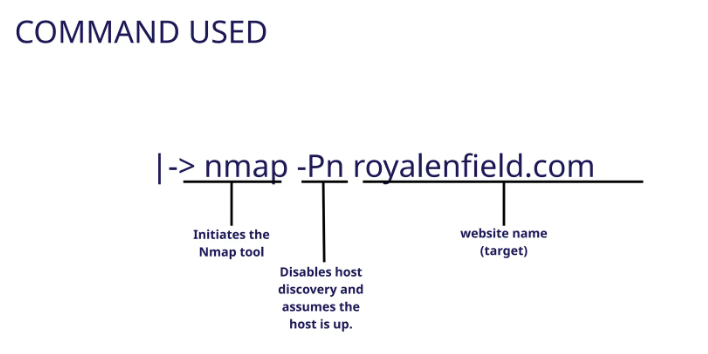 COMMAND USED
|-> nmap -Pn royalenfield.com
Initiates the
Nmap tool
website name
(target)
Disables host
discovery and
assumes the
host is up.